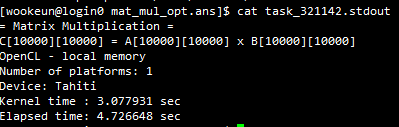 [wookeun@login0 mat_mul_opt.ans]$ cat task_321142.stdout
= Matrix Multiplication =
C[10000][10000] = A[10000][10000] x B[10000][10000]
OpenCL - local memory
Number of platforms: 1
Device: Tahiti
Kernel time : 3.077931 sec
Elapsed time: 4.726648 sec